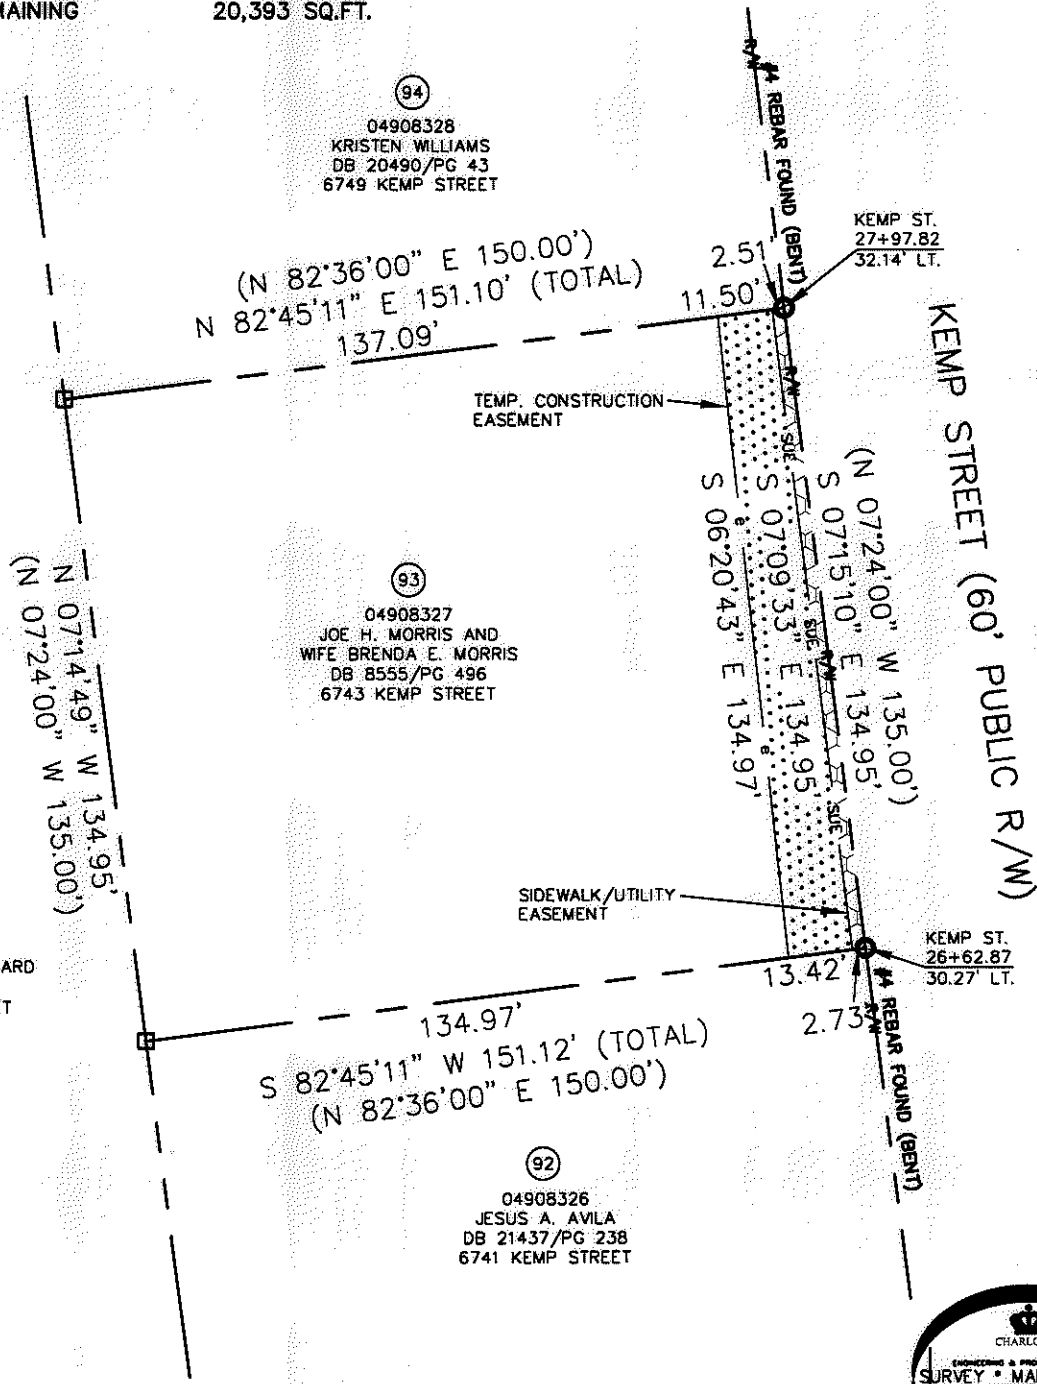 20,393 SQ.FT.
94
04908328
KRISTEN WILLIAMS
DB 20490/PG 43
6749 KEMP STREET
R/W
#4 REBAR FOUND (BENT)
KEMP ST.
27+97.82
32.14' LT.
(N 82°36'00" E 150.00')
N 82°45'11" E 151.10' (TOTAL)
137.09'
2.51'
11.50'
TEMP. CONSTRUCTION
EASEMENT
R/W
SUE
KEMP STREET (60' PUBLIC R/W)
(N 07°24'00" W 135.00')
S 07°15'10" E 134.95'
S 07°09'33" E 134.95'
S 06°20'43" E 134.97'
e
SUE
R/W
e
SUE
93
04908327
JOE H. MORRIS AND
WIFE BRENDA E. MORRIS
DB 8555/PG 496
6743 KEMP STREET
N 07°14'49" W 134.95'
(N 07°24'00" W 135.00')
SIDEWALK/UTILITY
EASEMENT
KEMP ST.
26+62.87
30.27' LT.
ARD
13.42'
2.73'
134.97'
S 82°45'11" W 151.12' (TOTAL)
(N 82°36'00" E 150.00')
R/W
#4 REBAR FOUND (BENT)
92
04908326
JESUS A. AVILA
DB 21437/PG 238
6741 KEMP STREET
SURVEY